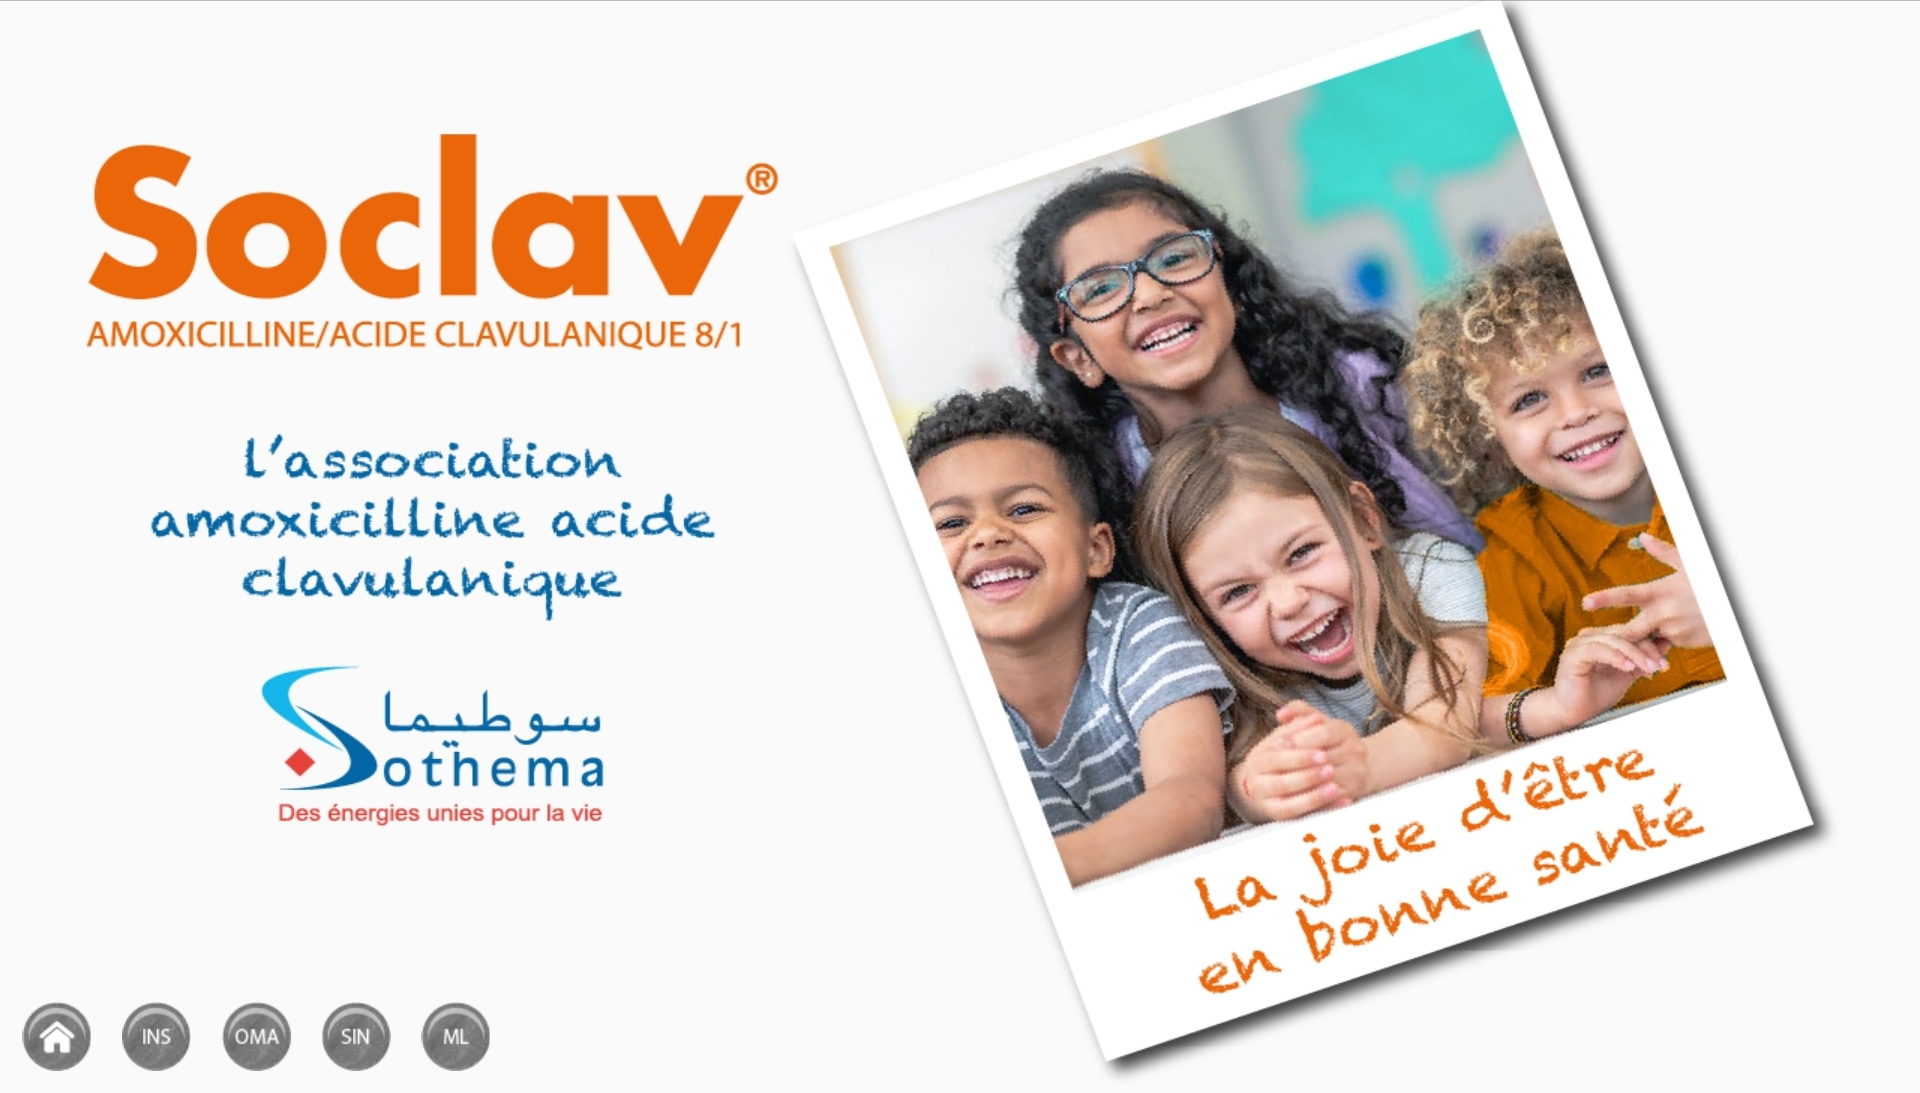 Soclav®
AMOXICILLINE/ACIDE CLAVULANIQUE 8/1
l'association
amoxicilline acide
clavulanique
سوطيما
Sothema
Des énergies unies pour la vie
La joie d'être
en bonne santé
INS
OMA
SIN
ML